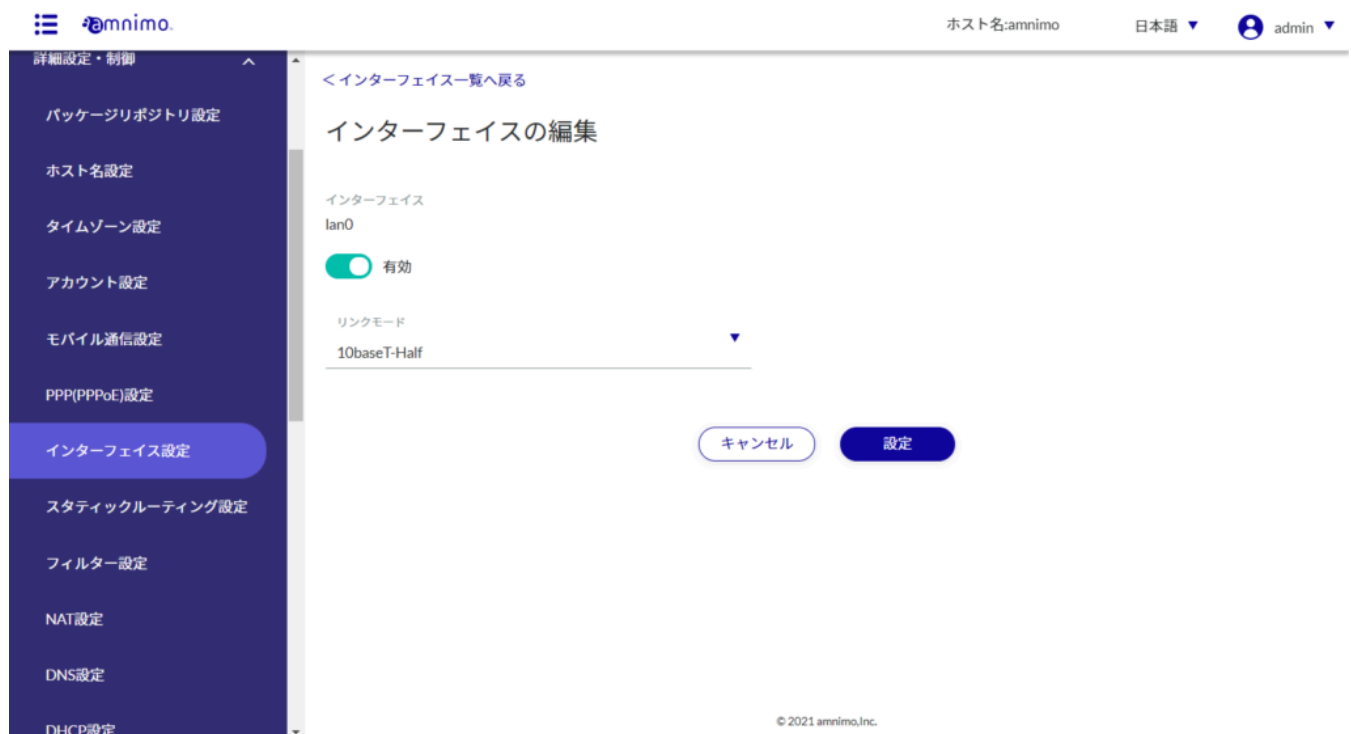 amnimo.
ホスト名:amnimo
日本語 ▼
admin ▼
詳細設定・制御
パッケージリポジトリ設定
ホスト名設定
タイムゾーン設定
アカウント設定
モバイル通信設定
PPP(PPPoE)設定
インターフェイス設定
スタティックルーティング設定
フィルター設定
NAT設定
DNS設定
DHCP設定
＜インターフェイス一覧へ戻る
インターフェイスの編集
インターフェイス
lan0
有効
リンクモード
10baseT-Half
キャンセル
設定
© 2021 amnimo,Inc.